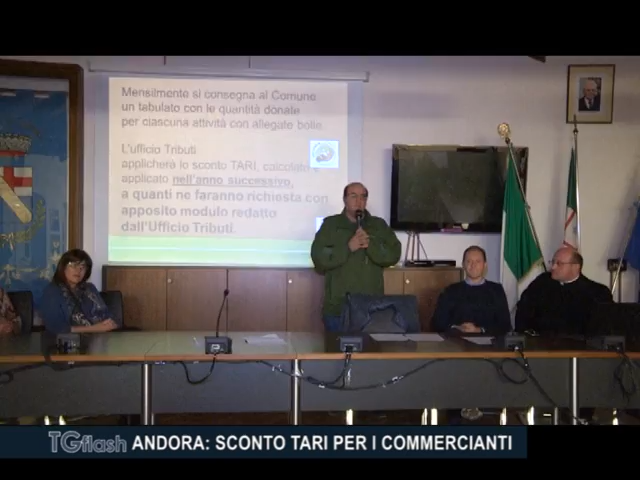 Mensilmente si consegna al Comune
un tabulato con le quantità donate
per ciascuna attività con allegate bolle.
L'ufficio Tributi
applicherà lo sconto TARI, calcolato e
applicato nell'anno successivo,
a quanti ne faranno richiesta con
apposito modulo redatto
dall'Ufficio Tributi.
TGflash ANDORA: SCONTO TARI PER I COMMERCIANTI